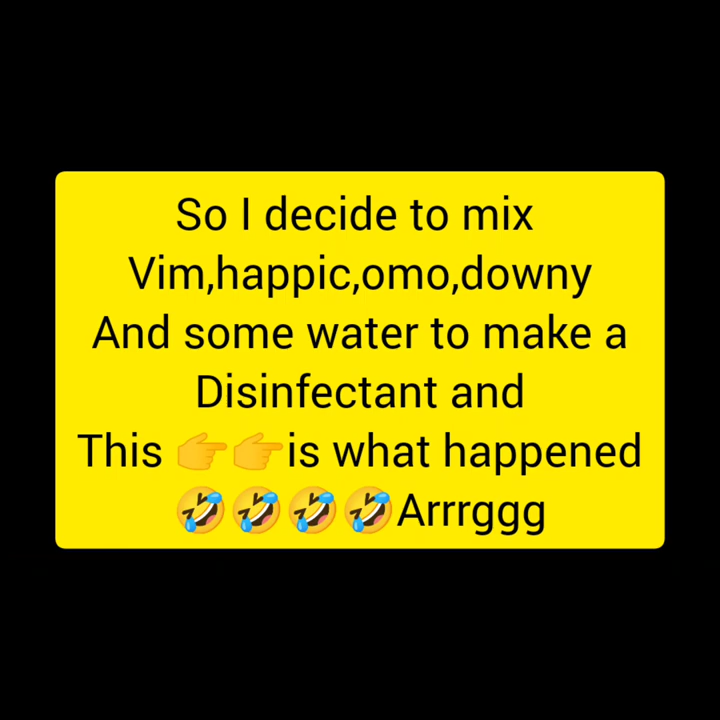 So I decide to mix
Vim,happic,omo,downy
And some water to make a
Disinfectant and
This 👉👉is what happened
🤣🤣🤣🤣Arrrggg